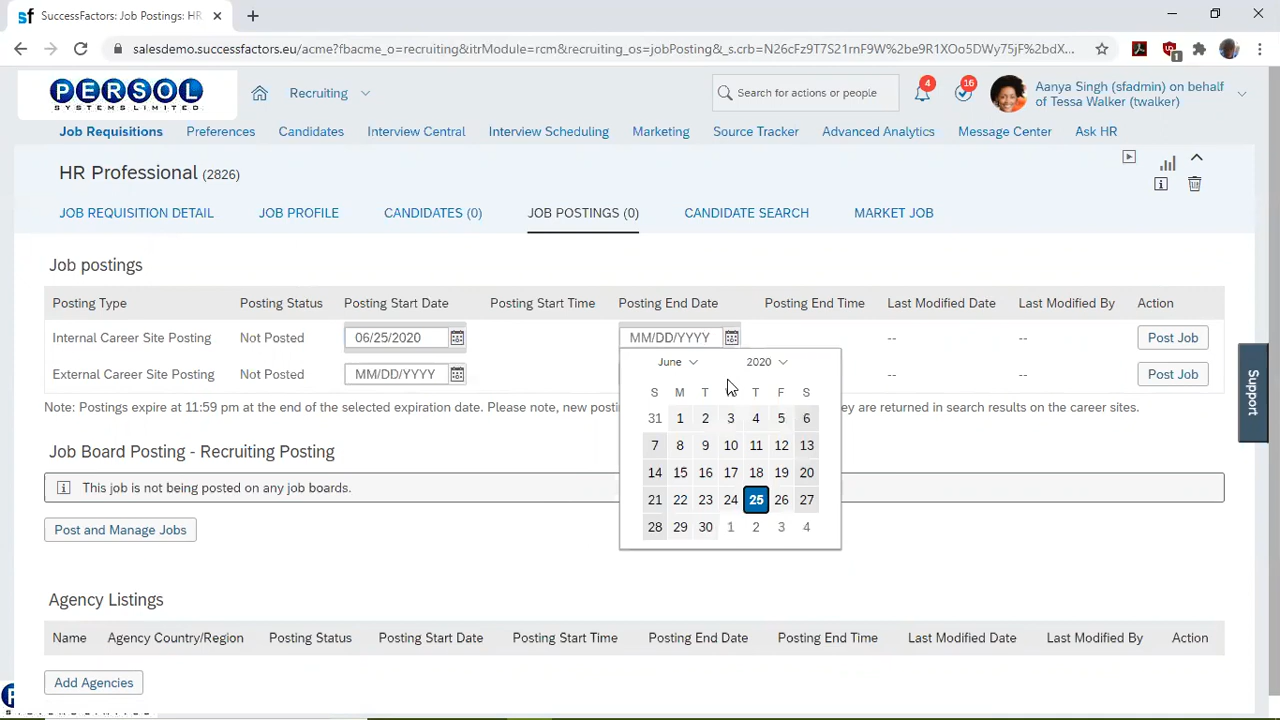 SuccessFactors: Job Postings: HR
salesdemo.successfactors.eu/acme?fbacme_o=recruiting&itrModule=rcm&recruiting_os=jobPosting&_s.crb=N26cFz9T7S21rnF9W%2be9R1XOo5DWy75jF%2bdX...
1
PERSOL
SYSTEMS LIMITED
Recruiting
Search for actions or people
4
16
Aanya Singh (sfadmin) on behalf
of Tessa Walker (twalker)
Job Requisitions Preferences Candidates Interview Central Interview Scheduling Marketing Source Tracker Advanced Analytics Message Center Ask HR
HR Professional (2826)
JOB REQUISITION DETAIL JOB PROFILE CANDIDATES (0) JOB POSTINGS (0) CANDIDATE SEARCH MARKET JOB
Job postings
Posting Type Posting Status Posting Start Date Posting Start Time Posting End Date Posting End Time Last Modified Date Last Modified By Action
Internal Career Site Posting Not Posted 06/25/2020 MM/DD/YYYY -- -- Post Job
External Career Site Posting Not Posted MM/DD/YYYY -- -- Post Job
June 2020
S M T T F S
31 1 2 3 4 5 6
7 8 9 10 11 12 13
14 15 16 17 18 19 20
21 22 23 24 25 26 27
28 29 30 1 2 3 4
Note: Postings expire at 11:59 pm at the end of the selected expiration date. Please note, new posti ey are returned in search results on the career sites.
Job Board Posting - Recruiting Posting
This job is not being posted on any job boards.
Post and Manage Jobs
Agency Listings
Name Agency Country/Region Posting Status Posting Start Date Posting Start Time Posting End Date Posting End Time Last Modified Date Last Modified By Action
Add Agencies
Support